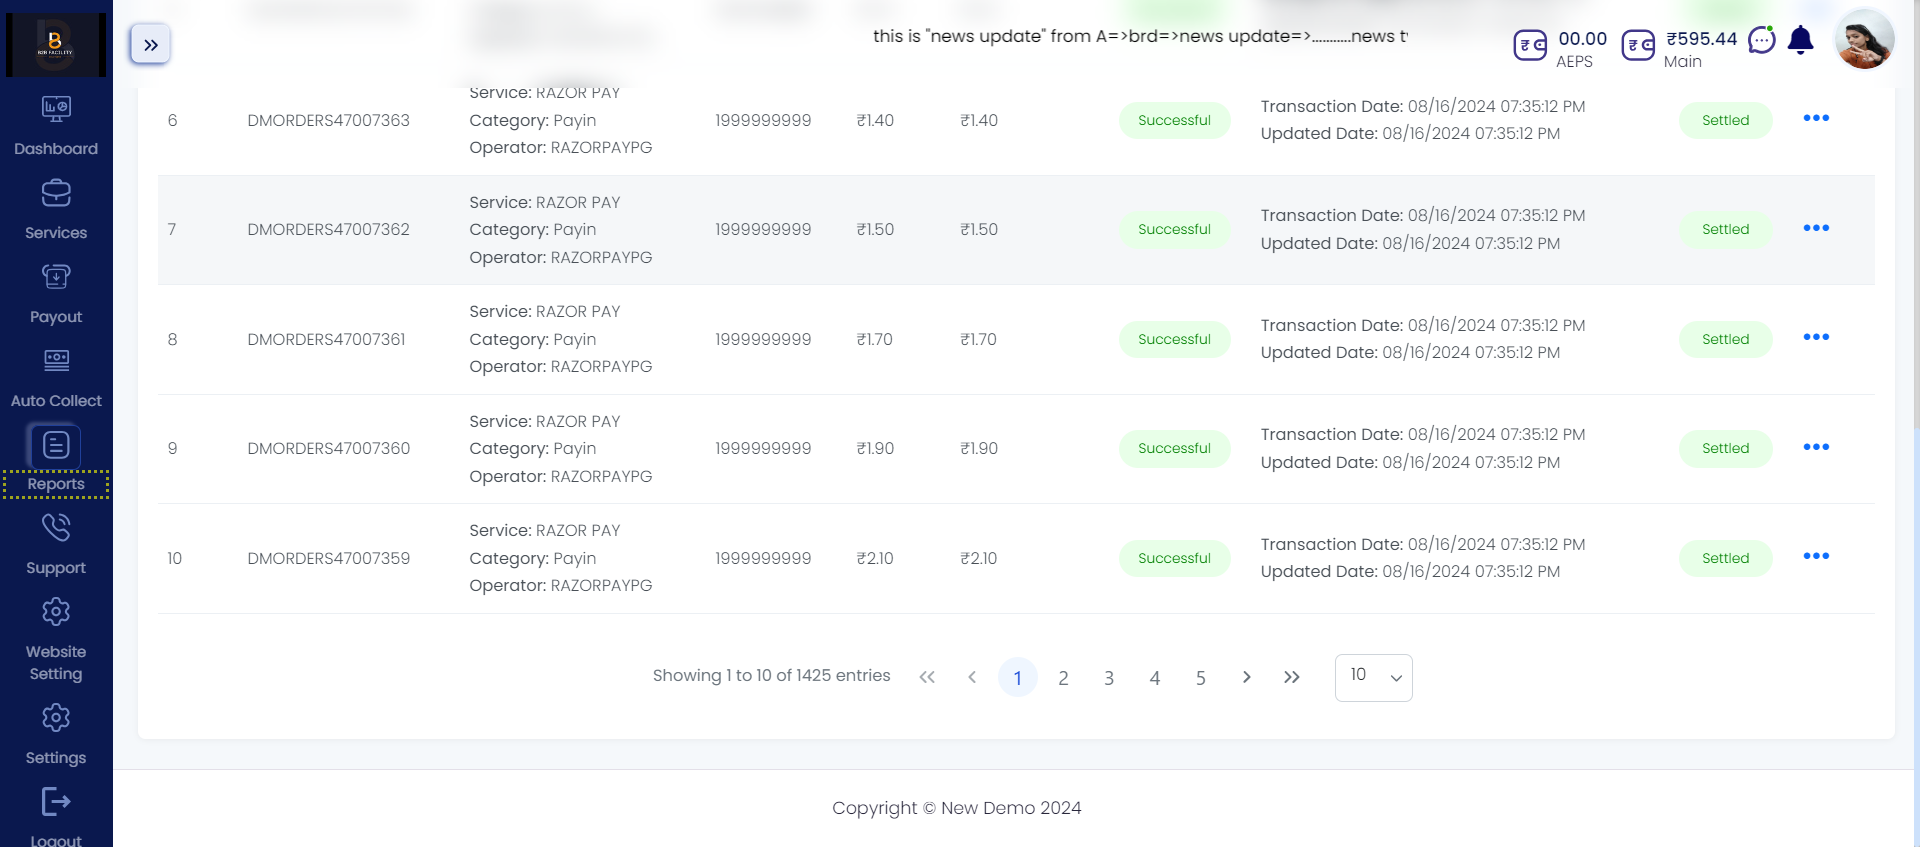 B2B FACILITY
this is "news update" from A=>brd=>news update=>...........news
00.00
AEPS
₹595.44
Main
Dashboard
Services
Payout
Auto Collect
Reports
Support
Website
Setting
Settings
Logout
6 DMORDERS47007363 Service: RAZOR PAY Category: Payin Operator: RAZORPAYPG 1999999999 ₹1.40 ₹1.40 Successful Transaction Date: 08/16/2024 07:35:12 PM Updated Date: 08/16/2024 07:35:12 PM Settled
7 DMORDERS47007362 Service: RAZOR PAY Category: Payin Operator: RAZORPAYPG 1999999999 ₹1.50 ₹1.50 Successful Transaction Date: 08/16/2024 07:35:12 PM Updated Date: 08/16/2024 07:35:12 PM Settled
8 DMORDERS47007361 Service: RAZOR PAY Category: Payin Operator: RAZORPAYPG 1999999999 ₹1.70 ₹1.70 Successful Transaction Date: 08/16/2024 07:35:12 PM Updated Date: 08/16/2024 07:35:12 PM Settled
9 DMORDERS47007360 Service: RAZOR PAY Category: Payin Operator: RAZORPAYPG 1999999999 ₹1.90 ₹1.90 Successful Transaction Date: 08/16/2024 07:35:12 PM Updated Date: 08/16/2024 07:35:12 PM Settled
10 DMORDERS47007359 Service: RAZOR PAY Category: Payin Operator: RAZORPAYPG 1999999999 ₹2.10 ₹2.10 Successful Transaction Date: 08/16/2024 07:35:12 PM Updated Date: 08/16/2024 07:35:12 PM Settled
Showing 1 to 10 of 1425 entries « ‹ 1 2 3 4 5 › » 10
Copyright © New Demo 2024